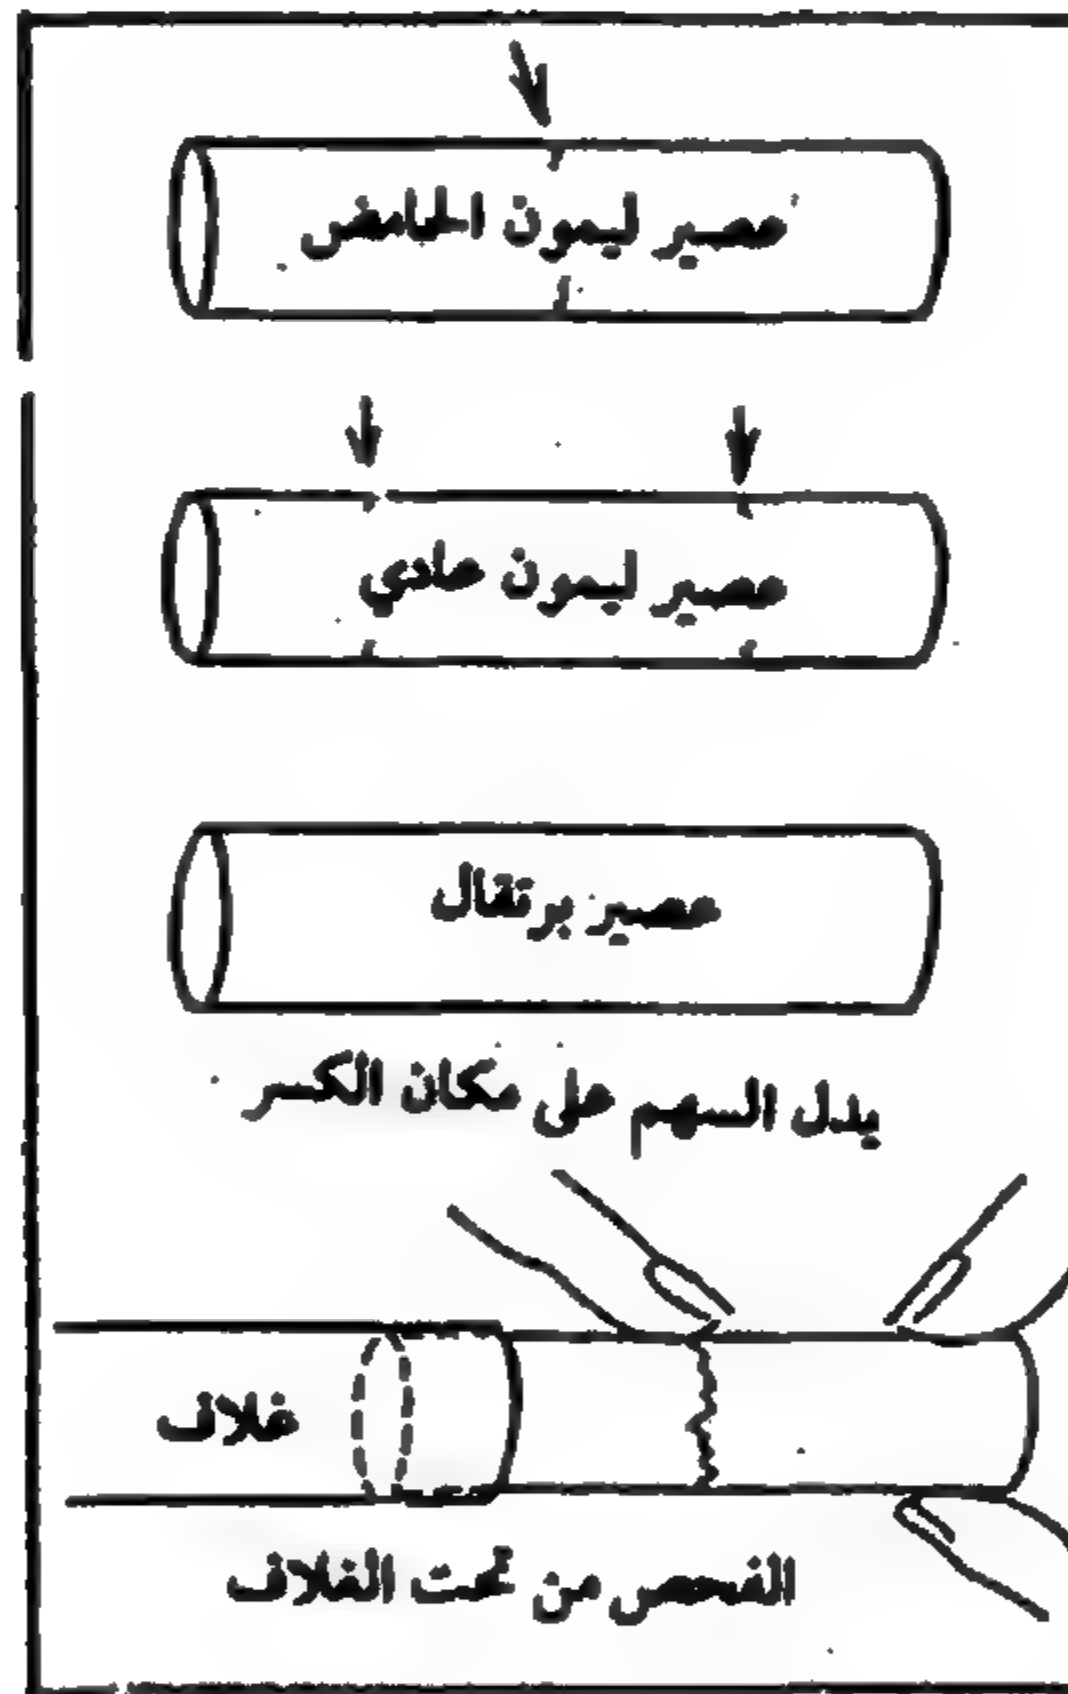 عصير ليمون الحامض
عصير ليمون عادي
عصير برتقال
يدل السهم على مكان الكسر
غلاف
الفحص من تحت الغلاف